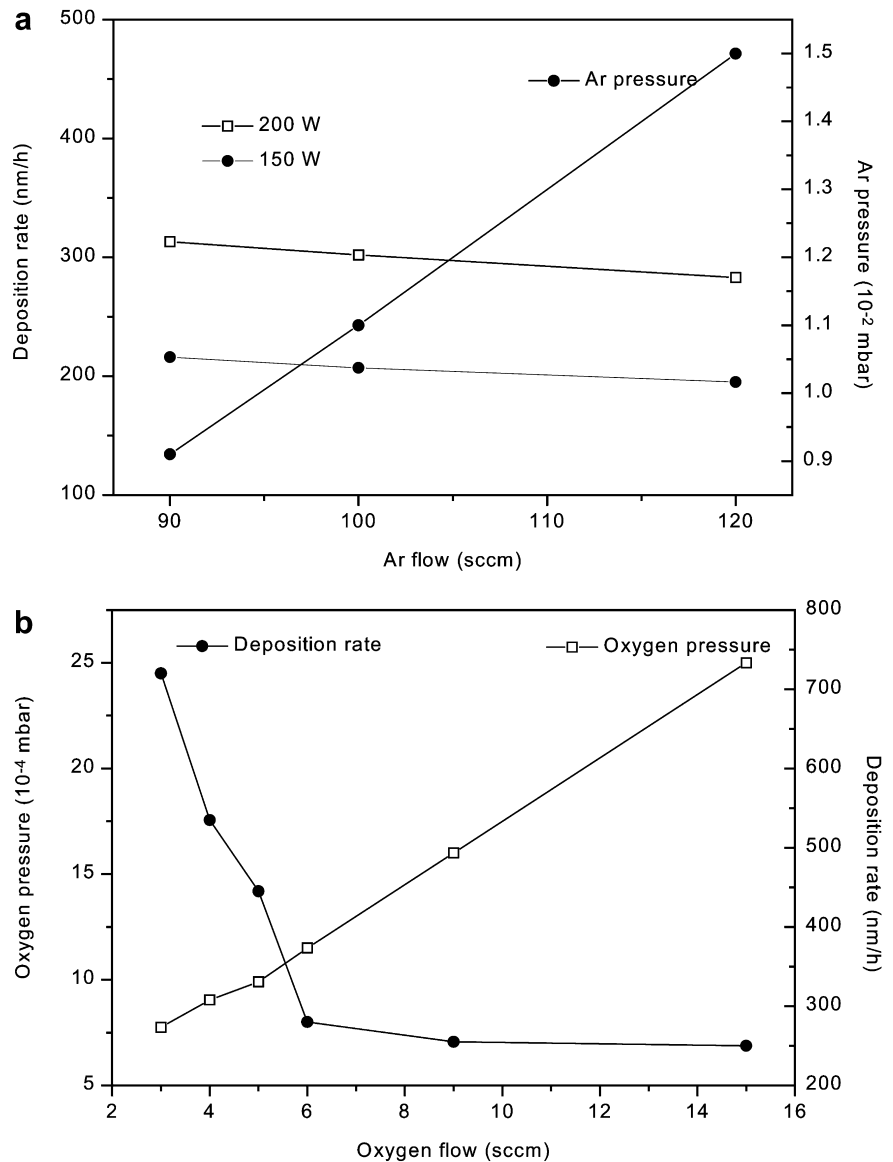 a
500
400
300
200
100
Deposition rate (nm/h)
200 W
150 W
Ar pressure
1.5
1.4
1.3
1.2
1.1
1.0
0.9
Ar pressure (10-2 mbar)
90
100
110
120
Ar flow (sccm)
b
25
20
15
10
5
Oxygen pressure (10-4 mbar)
Deposition rate
Oxygen pressure
800
700
600
500
400
300
200
Deposition rate (nm/h)
2
4
6
8
10
12
14
16
Oxygen flow (sccm)